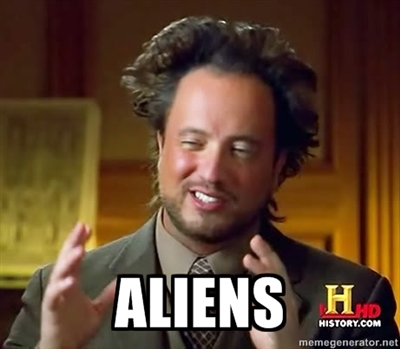 ALIENS
H HD
HISTORY.COM
memegenerator.net